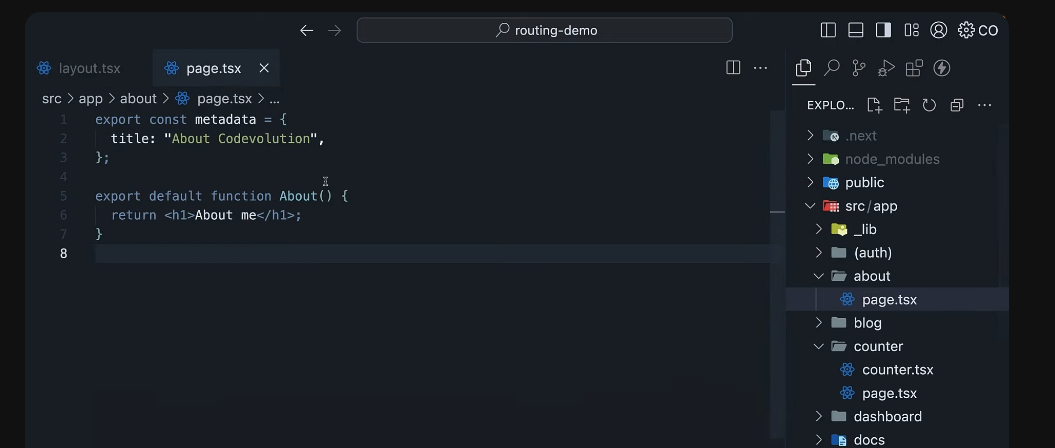 routing-demo
CO
layout.tsx
page.tsx
src > app > about > page.tsx > ...
EXPLO...
1 export const metadata = {
2 title: "About Codevolution",
3 };
4
5 export default function About() {
6 return <h1>About me</h1>;
7 }
8
.next
node_modules
public
src/app
_lib
(auth)
about
page.tsx
blog
counter
counter.tsx
page.tsx
dashboard
docs